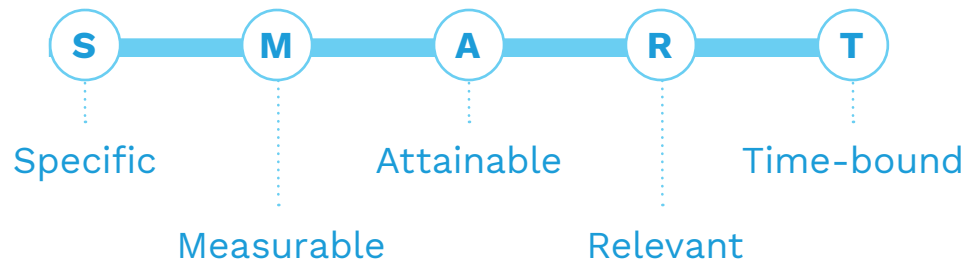 S M A R T
Specific Attainable Time-bound
Measurable Relevant